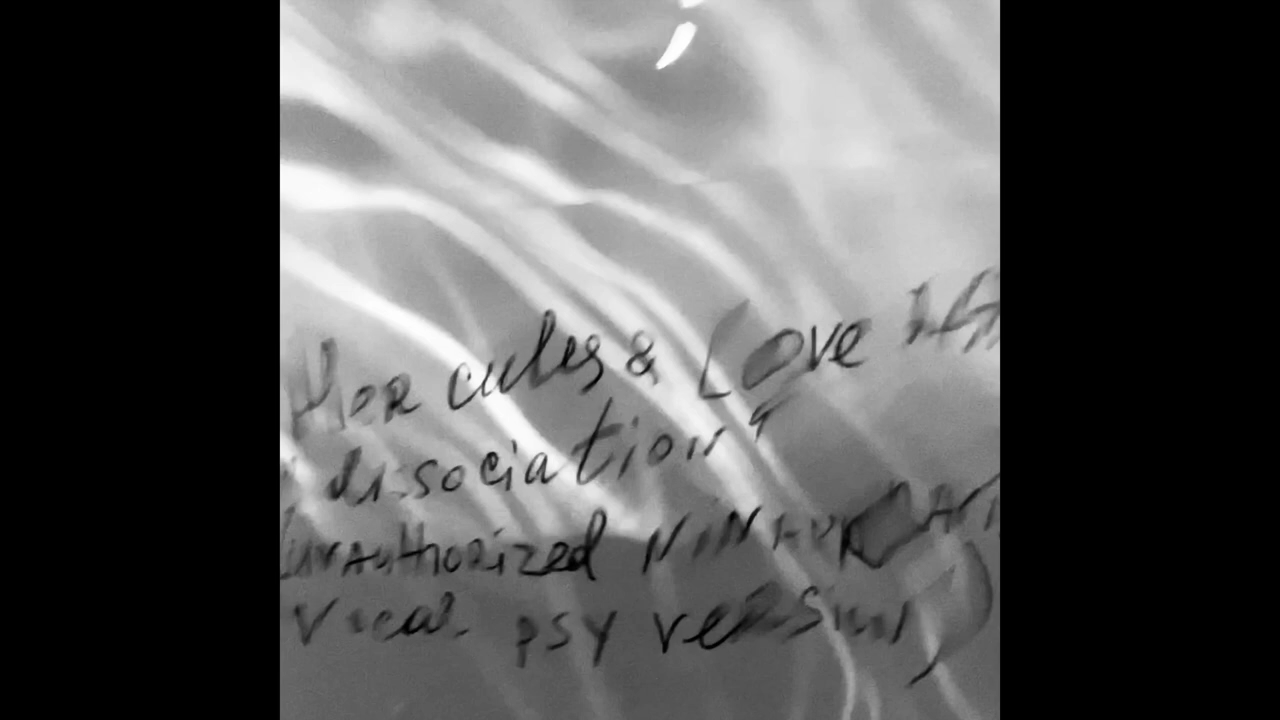 Hercules & Love
"dissociation"
(unauthorized
vocal psy version)